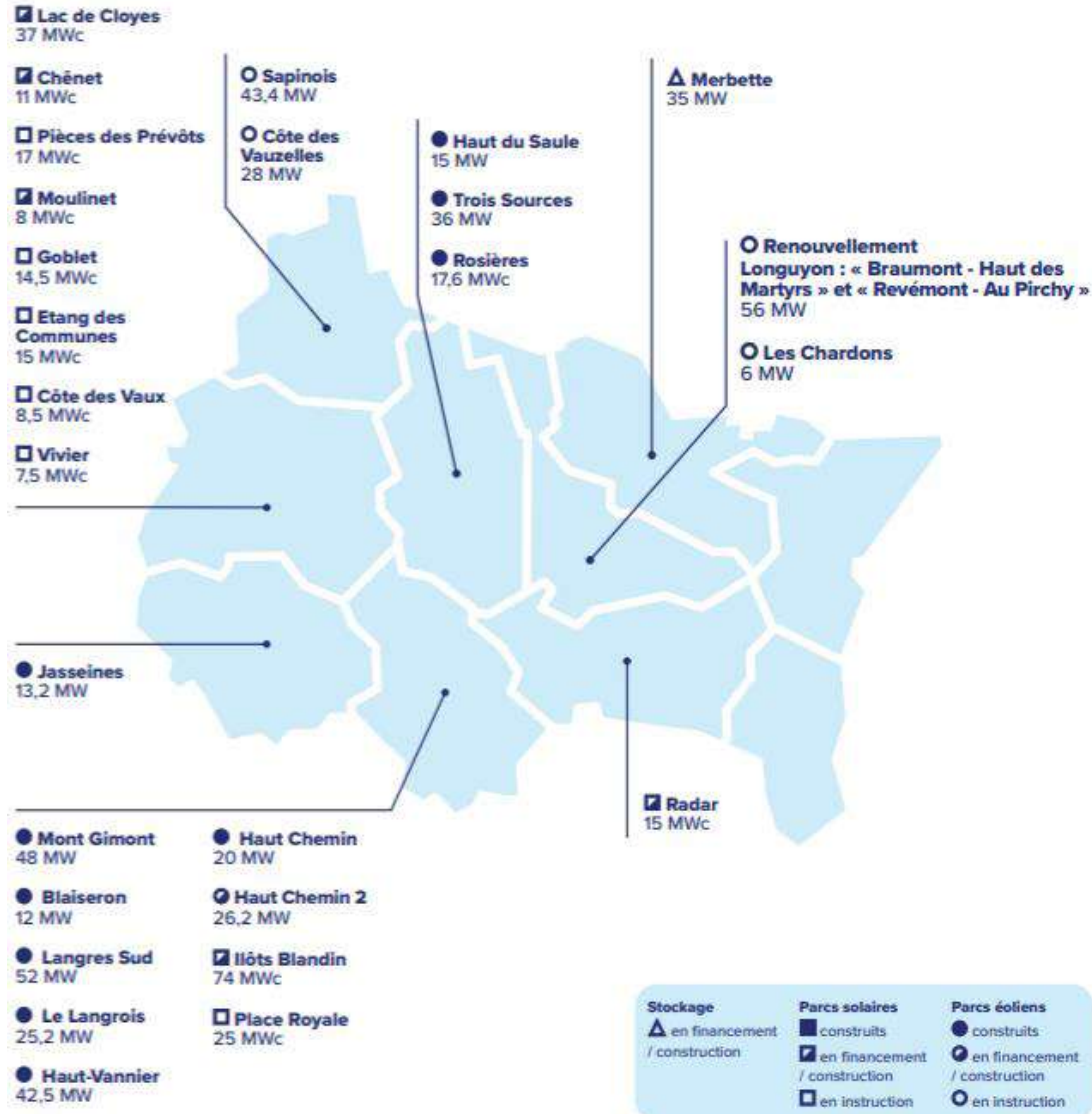 Lac de Cloyes
37 MWc
Chênet
11 MWc
Pièces des Prévôts
17 MWc
Moulinet
8 MWc
Goblet
14,5 MWc
Etang des
Communes
15 MWc
Côte des Vaux
8,5 MWc
Vivier
7,5 MWc
Sapinois
43,4 MW
Côte des
Vauzelles
28 MW
Haut du Saule
15 MW
Trois Sources
36 MW
Rosières
17,6 MWc
Merbette
35 MW
Renouvellement
Longuyon : « Braumont - Haut des
Martyrs » et « Revémont - Au Pirchy »
56 MW
Les Chardons
6 MW
Jasseines
13,2 MW
Radar
15 MWc
Mont Gimont
48 MW
Blaiseron
12 MW
Langres Sud
52 MW
Le Langrois
25,2 MW
Haut-Vannier
42,5 MW
Haut Chemin
20 MW
Haut Chemin 2
26,2 MW
Ilôts Blandin
74 MWc
Place Royale
25 MWc
Stockage
en financement
/ construction
Parcs solaires
construits
en financement
/ construction
en instruction
Parcs éoliens
construits
en financement
/ construction
en instruction